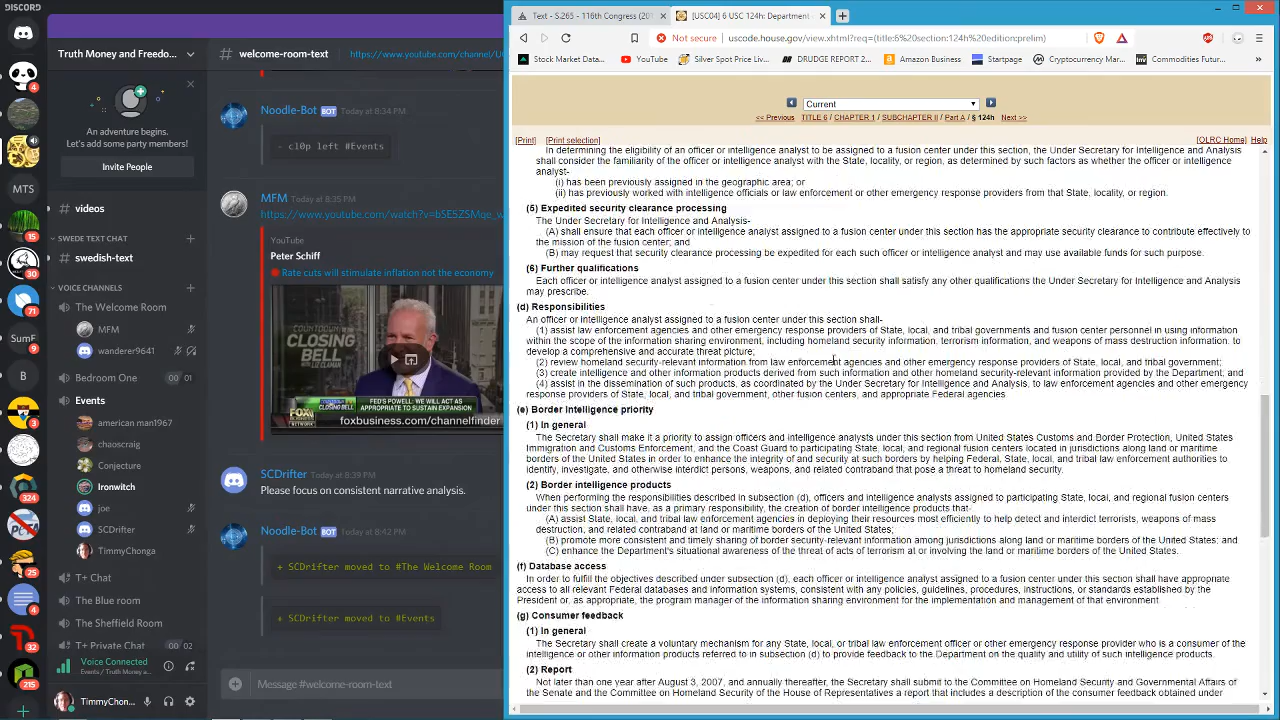 DISCORD
Truth Money and Freedo...
# welcome-room-text
https://www.youtube.com/channel/U
An adventure begins.
Let's add some party members!
Invite People
videos
SWEDE TEXT CHAT
swedish-text
VOICE CHANNELS
The Welcome Room
MFM
wanderer9641
Bedroom One
00 01
Events
american man1967
chaoscraig
Conjecture
Ironwitch
joe
SCDrifter
TimmyChonga
T+ Chat
The Blue room
The Sheffield Room
T+ Private Chat
00 02
Voice Connected
Events / Truth Money a...
TimmyChon...
4
MTS
15
30
71
SumF
B
3
324
25
4
215
Noodle-Bot BOT Today at 8:34 PM
- cl0p left #Events
MFM Today at 8:35 PM
YouTube
Peter Schiff
Rate cuts will stimulate inflation not the economy
COUNTDOWN
CLOSING
BELL
LIZ CLAMAN
FED'S POWELL: WE WILL ACT AS
APPROPRIATE TO SUSTAIN EXPANSION
foxbusiness.com/channelfinder
SCDrifter Today at 8:39 PM
Please focus on consistent narrative analysis.
Noodle-Bot BOT Today at 8:42 PM
+ SCDrifter moved to #The Welcome Room
+ SCDrifter moved to #Events
Message #welcome-room-text
Text - S.265 - 116th Congress (20
[USC04] 6 USC 124h: Department
Not secure
uscode.house.gov/view.xhtml?req=(title:6%20section:124h%20edition:prelim)
Stock Market Data...
YouTube
Silver Spot Price Liv...
DRUDGE REPORT 2...
Amazon Business
Startpage
Cryptocurrency Mar...
Commodities Futur...
Current
<< Previous TITLE 6 / CHAPTER 1 / SUBCHAPTER II / Part A / § 124h Next >>
[Print] [Print selection] [OLRC Home] Help
In determining the eligibility of an officer or intelligence analyst to be assigned to a fusion center under this section, the Under Secretary for Intelligence and Analysis
shall consider the familiarity of the officer or intelligence analyst with the State, locality, or region, as determined by such factors as whether the officer or intelligence
analyst-
(i) has been previously assigned in the geographic area; or
(ii) has previously worked with intelligence officials or law enforcement or other emergency response providers from that State, locality, or region.
(5) Expedited security clearance processing
The Under Secretary for Intelligence and Analysis-
(A) shall ensure that each officer or intelligence analyst assigned to a fusion center under this section has the appropriate security clearance to contribute effectively to
the mission of the fusion center; and
(B) may request that security clearance processing be expedited for each such officer or intelligence analyst and may use available funds for such purpose.
(6) Further qualifications
Each officer or intelligence analyst assigned to a fusion center under this section shall satisfy any other qualifications the Under Secretary for Intelligence and Analysis
may prescribe.
(d) Responsibilities
An officer or intelligence analyst assigned to a fusion center under this section shall-
(1) assist law enforcement agencies and other emergency response providers of State, local, and tribal governments and fusion center personnel in using information
within the scope of the information sharing environment, including homeland security information, terrorism information, and weapons of mass destruction information, to
develop a comprehensive and accurate threat picture;
(2) review homeland security-relevant information from law enforcement agencies and other emergency response providers of State, local, and tribal government;
(3) create intelligence and other information products derived from such information and other homeland security-relevant information provided by the Department; and
(4) assist in the dissemination of such products, as coordinated by the Under Secretary for Intelligence and Analysis, to law enforcement agencies and other emergency
response providers of State, local, and tribal government, other fusion centers, and appropriate Federal agencies
(e) Border intelligence priority
(1) In general
The Secretary shall make it a priority to assign officers and intelligence analysts under this section from United States Customs and Border Protection, United States
Immigration and Customs Enforcement, and the Coast Guard to participating State, local, and regional fusion centers located in jurisdictions along land or maritime
borders of the United States in order to enhance the integrity of and security at such borders by helping Federal, State, local, and tribal law enforcement authorities to
identify, investigate, and otherwise interdict persons, weapons, and related contraband that pose a threat to homeland security.
(2) Border intelligence products
When performing the responsibilities described in subsection (d), officers and intelligence analysts assigned to participating State, local, and regional fusion centers
under this section shall have, as a primary responsibility, the creation of border intelligence products that-
(A) assist State, local, and tribal law enforcement agencies in deploying their resources most efficiently to help detect and interdict terrorists, weapons of mass
destruction, and related contraband at land or maritime borders of the United States;
(B) promote more consistent and timely sharing of border security-relevant information among jurisdictions along land or maritime borders of the United States; and
(C) enhance the Department's situational awareness of the threat of acts of terrorism at or involving the land or maritime borders of the United States.
(f) Database access
In order to fulfill the objectives described under subsection (d), each officer or intelligence analyst assigned to a fusion center under this section shall have appropriate
access to all relevant Federal databases and information systems, consistent with any policies, guidelines, procedures, instructions, or standards established by the
President or, as appropriate, the program manager of the information sharing environment for the implementation and management of that environment
(g) Consumer feedback
(1) In general
The Secretary shall create a voluntary mechanism for any State, local, or tribal law enforcement officer or other emergency response provider who is a consumer of the
intelligence or other information products referred to in subsection (d) to provide feedback to the Department on the quality and utility of such intelligence products.
(2) Report
Not later than one year after August 3, 2007, and annually thereafter, the Secretary shall submit to the Committee on Homeland Security and Governmental Affairs of
the Senate and the Committee on Homeland Security of the House of Representatives a report that includes a description of the consumer feedback obtained under